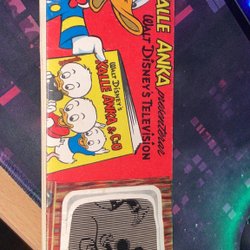 KALLE ANKA presenterar
WALT DISNEY'S TELEVISION
WALT DISNEY'S
KALLE ANKA & Co